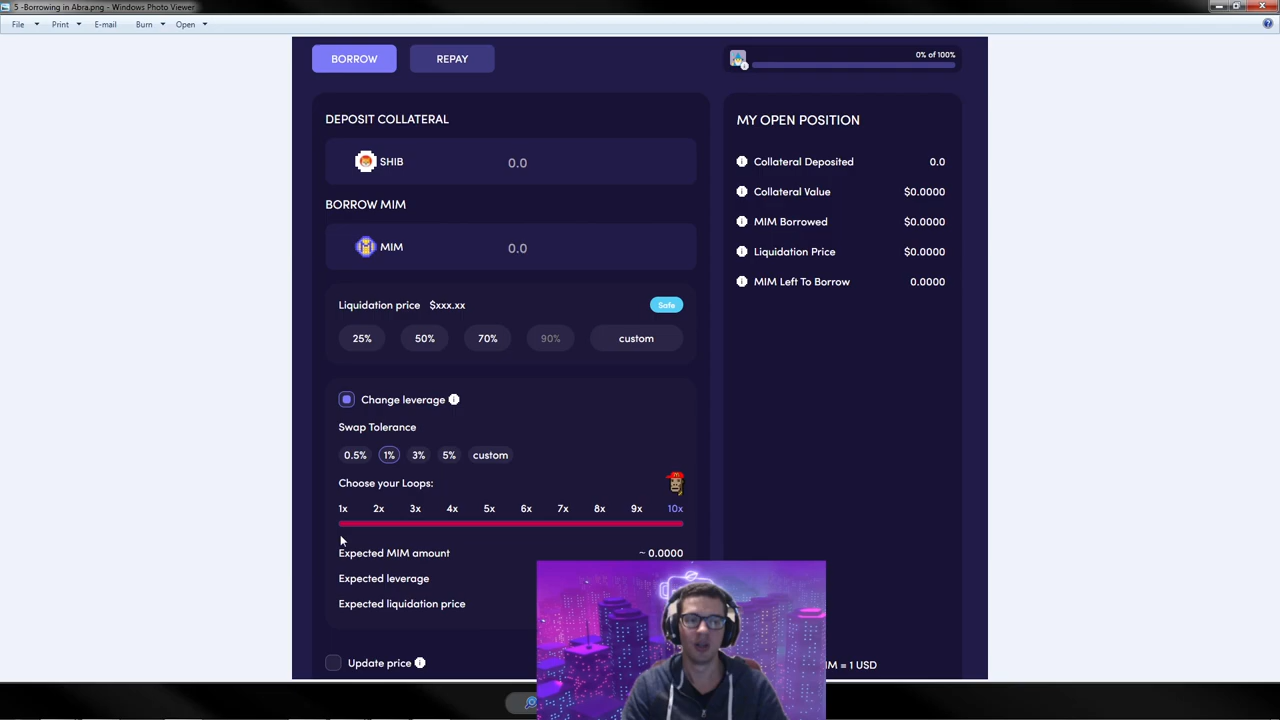 5 -Borrowing in Abra.png - Windows Photo Viewer
File Print E-mail Burn Open
BORROW REPAY
0% of 100%
DEPOSIT COLLATERAL
SHIB 0.0
BORROW MIM
MIM 0.0
Liquidation price $xxx.xx Safe
25% 50% 70% 90% custom
Change leverage
Swap Tolerance
0.5% 1% 3% 5% custom
Choose your Loops:
1x 2x 3x 4x 5x 6x 7x 8x 9x 10x
Expected MIM amount ~ 0.0000
Expected leverage
Expected liquidation price
Update price
MY OPEN POSITION
Collateral Deposited 0.0
Collateral Value $0.0000
MIM Borrowed $0.0000
Liquidation Price $0.0000
MIM Left To Borrow 0.0000
= 1 USD